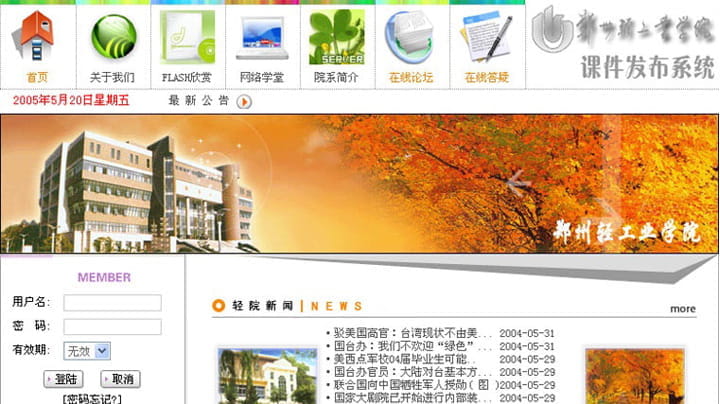 郑州轻工业学院
课件发布系统
SERVER
首页 关于我们 FLASH欣赏 网络学堂 院系简介 在线论坛 在线答疑
2005年5月20日星期五 最新公告
郑州轻工业学院
MEMBER
用户名:
密 码:
有效期: 无效
登陆 取消
[密码忘记?]
轻院新闻 | NEWS
more
驳美国高官：台湾现状不由美... 2004-05-31
国台办：我们不欢迎“绿色”... 2004-05-31
美西点军校04届毕业生可能.. 2004-05-29
国台办官员：大陆对台基本方... 2004-05-29
联合国向中国牺牲军人授勋（图）2004-05-29
国家大剧院已开始进行内部装... 2004-05-29